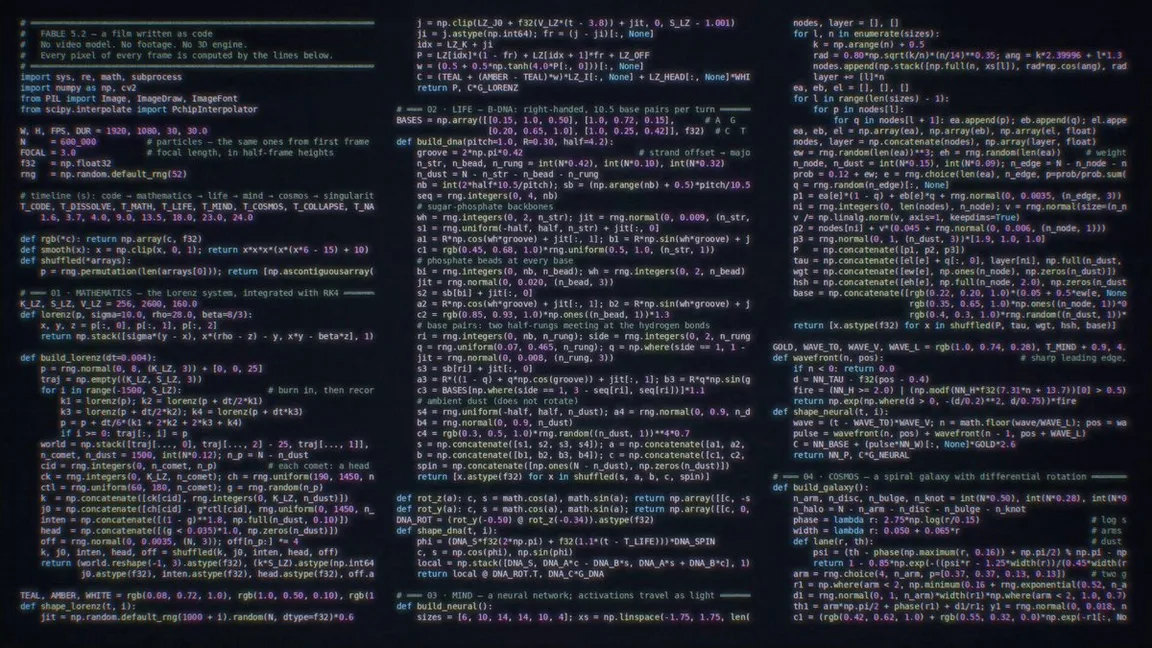 # ══════════════════════════════════════════
#   FABLE 5.2 — a film written as code
#   No video model. No footage. No 3D engine.
#   Every pixel of every frame is computed by the lines below.
# ══════════════════════════════════════════
import sys, re, math, subprocess
import numpy as np, cv2
from PIL import Image, ImageDraw, ImageFont
from scipy.interpolate import PchipInterpolator
W, H, FPS, DUR = 1920, 1080, 30, 30.0
N     = 600_000          # particles — the same ones from first frame
FOCAL = 3.0              # focal length, in half-frame heights
f32   = np.float32
rng   = np.random.default_rng(52)
# timeline (s): code → mathematics → life → mind → cosmos → singularit
T_CODE, T_DISSOLVE, T_MATH, T_LIFE, T_MIND, T_COSMOS, T_COLLAPSE, T_NA
    1.6, 3.7, 4.0, 9.0, 13.5, 18.0, 23.0, 24.0
def rgb(*c): return np.array(c, f32)
def smooth(x): x = np.clip(x, 0, 1); return x*x*x*(x*(x*6 - 15) + 10)
def shuffled(*arrays):
    p = rng.permutation(len(arrays[0])); return [np.ascontiguousarray(
# ═══ 01 · MATHEMATICS — the Lorenz system, integrated with RK4 ══════
K_LZ, S_LZ, V_LZ = 256, 2600, 160.0
def lorenz(p, sigma=10.0, rho=28.0, beta=8/3):
    x, y, z = p[:, 0], p[:, 1], p[:, 2]
    return np.stack([sigma*(y - x), x*(rho - z) - y, x*y - beta*z], 1)
def build_lorenz(dt=0.004):
    p = rng.normal(0, 8, (K_LZ, 3)) + [0, 0, 25]
    traj = np.empty((K_LZ, S_LZ, 3))
    for i in range(-1500, S_LZ):                 # burn in, then recor
        k1 = lorenz(p); k2 = lorenz(p + dt/2*k1)
        k3 = lorenz(p + dt/2*k2); k4 = lorenz(p + dt*k3)
        p = p + dt/6*(k1 + 2*k2 + 2*k3 + k4)
        if i >= 0: traj[:, i] = p
    world = np.stack([traj[..., 0], traj[..., 2] - 25, traj[..., 1]],
    n_comet, n_dust = 1500, int(N*0.12); n_p = N - n_dust
    cid = rng.integers(0, n_comet, n_p)          # each comet: a head
    ck = rng.integers(0, K_LZ, n_comet); ch = rng.uniform(190, 1450, n
    ctl = rng.uniform(60, 180, n_comet); g = rng.random(n_p)
    k  = np.concatenate([ck[cid], rng.integers(0, K_LZ, n_dust)])
    j0 = np.concatenate([ch[cid] - g*ctl[cid], rng.uniform(0, 1450, n_
    inten = np.concatenate([(1 - g)**1.8, np.full(n_dust, 0.10)])
    head  = np.concatenate([(g < 0.035)*1.0, np.zeros(n_dust)])
    off = rng.normal(0, 0.0035, (N, 3)); off[n_p:] *= 4
    k, j0, inten, head, off = shuffled(k, j0, inten, head, off)
    return (world.reshape(-1, 3).astype(f32), (k*S_LZ).astype(np.int64
            j0.astype(f32), inten.astype(f32), head.astype(f32), off.a
TEAL, AMBER, WHITE = rgb(0.08, 0.72, 1.0), rgb(1.0, 0.50, 0.10), rgb(1
def shape_lorenz(t, i):
    jit = np.random.default_rng(1000 + i).random(N, dtype=f32)*0.6
    j = np.clip(LZ_J0 + f32(V_LZ*(t - 3.8)) + jit, 0, S_LZ - 1.001)
    ji = j.astype(np.int64); fr = (j - ji)[:, None]
    idx = LZ_K + ji
    P = LZ[idx]*(1 - fr) + LZ[idx + 1]*fr + LZ_OFF
    w = (0.5 + 0.5*np.tanh(4.0*P[:, 0]))[:, None]
    C = (TEAL + (AMBER - TEAL)*w)*LZ_I[:, None] + LZ_HEAD[:, None]*WHI
    return P, C*G_LORENZ
# ═══ 02 · LIFE — B-DNA: right-handed, 10.5 base pairs per turn ══════
BASES = np.array([[0.15, 1.0, 0.50], [1.0, 0.72, 0.15],      # A  G
                  [0.20, 0.65, 1.0], [1.0, 0.25, 0.42]], f32)  # C  T
def build_dna(pitch=1.0, R=0.30, half=4.2):
    groove = 2*np.pi*0.42                    # strand offset → majo
    n_str, n_bead, n_rung = int(N*0.42), int(N*0.10), int(N*0.32)
    n_dust = N - n_str - n_bead - n_rung
    nb = int(2*half*10.5/pitch); sb = (np.arange(nb) + 0.5)*pitch/10.5
    seq = rng.integers(0, 4, nb)
    # sugar-phosphate backbones
    wh = rng.integers(0, 2, n_str); jit = rng.normal(0, 0.009, (n_str,
    s1 = rng.uniform(-half, half, n_str) + jit[:, 0]
    a1 = R*np.cos(wh*groove) + jit[:, 1]; b1 = R*np.sin(wh*groove) + j
    c1 = rgb(0.45, 0.68, 1.0)*rng.uniform(0.5, 1.0, (n_str, 1))
    # phosphate beads at every base
    bi = rng.integers(0, nb, n_bead); wh = rng.integers(0, 2, n_bead)
    jit = rng.normal(0, 0.020, (n_bead, 3))
    s2 = sb[bi] + jit[:, 0]
    a2 = R*np.cos(wh*groove) + jit[:, 1]; b2 = R*np.sin(wh*groove) + j
    c2 = rgb(0.85, 0.93, 1.0)*np.ones((n_bead, 1))*1.3
    # base pairs: two half-rungs meeting at the hydrogen bonds
    ri = rng.integers(0, nb, n_rung); side = rng.integers(0, 2, n_rung
    q = rng.uniform(0.07, 0.465, n_rung); q = np.where(side == 1, 1 -
    jit = rng.normal(0, 0.008, (n_rung, 3))
    s3 = sb[ri] + jit[:, 0]
    a3 = R*((1 - q) + q*np.cos(groove)) + jit[:, 1]; b3 = R*q*np.sin(g
    c3 = BASES[np.where(side == 1, 3 - seq[ri], seq[ri])]*1.1
    # ambient dust (does not rotate)
    s4 = rng.uniform(-half, half, n_dust); a4 = rng.normal(0, 0.9, n_d
    b4 = rng.normal(0, 0.9, n_dust)
    c4 = rgb(0.3, 0.5, 1.0)*rng.random((n_dust, 1))**4*0.7
    s = np.concatenate([s1, s2, s3, s4]); a = np.concatenate([a1, a2,
    b = np.concatenate([b1, b2, b3, b4]); c = np.concatenate([c1, c2,
    spin = np.concatenate([np.ones(N - n_dust), np.zeros(n_dust)])
    return [x.astype(f32) for x in shuffled(s, a, b, c, spin)]
def rot_z(a): c, s = math.cos(a), math.sin(a); return np.array([[c, -s
def rot_y(a): c, s = math.cos(a), math.sin(a); return np.array([[c, 0,
DNA_ROT = (rot_y(-0.50) @ rot_z(-0.34)).astype(f32)
def shape_dna(t, i):
    phi = (DNA_S*f32(2*np.pi) + f32(1.1*(t - T_LIFE)))*DNA_SPIN
    c, s = np.cos(phi), np.sin(phi)
    local = np.stack([DNA_S, DNA_A*c - DNA_B*s, DNA_A*s + DNA_B*c], 1)
    return local @ DNA_ROT.T, DNA_C*G_DNA
# ═══ 03 · MIND — a neural network; activations travel as light ══════
def build_neural():
    sizes = [6, 10, 14, 14, 10, 4]; xs = np.linspace(-1.75, 1.75, len(
    nodes, layer = [], []
    for l, n in enumerate(sizes):
        k = np.arange(n) + 0.5
        rad = 0.80*np.sqrt(k/n)*(n/14)**0.35; ang = k*2.39996 + l*1.3
        nodes.append(np.stack([np.full(n, xs[l]), rad*np.cos(ang), rad
        layer += [l]*n
    ea, eb, el = [], [], []
    for l in range(len(sizes) - 1):
        for p in nodes[l]:
            for q in nodes[l + 1]: ea.append(p); eb.append(q); el.appe
    ea, eb, el = np.array(ea), np.array(eb), np.array(el, float)
    nodes, layer = np.concatenate(nodes), np.array(layer, float)
    ew = rng.random(len(ea))**3; eh = rng.random(len(ea))      # weight
    n_node, n_dust = int(N*0.15), int(N*0.09); n_edge = N - n_node - n
    prob = 0.12 + ew; e = rng.choice(len(ea), n_edge, p=prob/prob.sum(
    q = rng.random(n_edge)[:, None]
    p1 = ea[e]*(1 - q) + eb[e]*q + rng.normal(0, 0.0035, (n_edge, 3))
    ni = rng.integers(0, len(nodes), n_node); v = rng.normal(size=(n_n
    v /= np.linalg.norm(v, axis=1, keepdims=True)
    p2 = nodes[ni] + v*(0.045 + rng.normal(0, 0.006, (n_node, 1)))
    p3 = rng.normal(0, 1, (n_dust, 3))*[1.9, 1.0, 1.0]
    P   = np.concatenate([p1, p2, p3])
    tau = np.concatenate([el[e] + q[:, 0], layer[ni], np.full(n_dust,
    wgt = np.concatenate([ew[e], np.ones(n_node), np.zeros(n_dust)])
    hsh = np.concatenate([eh[e], np.full(n_node, 2.0), rng.random(n_dust)])
    base = np.concatenate([rgb(0.22, 0.20, 1.0)*(0.05 + 0.5*ew[e, None
                           rgb(0.35, 0.65, 1.0)*np.ones((n_node, 1))*0
                           rgb(0.4, 0.3, 1.0)*rng.random((n_dust, 1))*
    return [x.astype(f32) for x in shuffled(P, tau, wgt, hsh, base)]
GOLD, WAVE_T0, WAVE_V, WAVE_L = rgb(1.0, 0.74, 0.28), T_MIND + 0.9, 4.
def wavefront(n, pos):                       # sharp leading edge,
    if n < 0: return 0.0
    d = NN_TAU - f32(pos - 0.4)
    fire = (NN_H >= 2.0) | (np.modf(NN_H*f32(7.31*n + 13.7))[0] > 0.5)
    return np.exp(np.where(d > 0, -(d/0.2)**2, d/0.75))*fire
def shape_neural(t, i):
    wave = (t - WAVE_T0)*WAVE_V; n = math.floor(wave/WAVE_L); pos = wa
    pulse = wavefront(n, pos) + wavefront(n - 1, pos + WAVE_L)
    C = NN_BASE + (pulse*NN_W)[:, None]*GOLD*2.6
    return NN_P, C*G_NEURAL
# ═══ 04 · COSMOS — a spiral galaxy with differential rotation ═══════
def build_galaxy():
    n_arm, n_disc, n_bulge, n_knot = int(N*0.50), int(N*0.28), int(N*0
    n_halo = N - n_arm - n_disc - n_bulge - n_knot
    phase = lambda r: 2.75*np.log(r/0.15)                      # log s
    width = lambda r: 0.050 + 0.065*r                          # arms
    def lane(r, th):                                           # dust
        psi = (th - phase(np.maximum(r, 0.16)) + np.pi/2) % np.pi - np
        return 1 - 0.85*np.exp(-((psi*r - 1.25*width(r))/(0.45*width(r
    arm = rng.choice(4, n_arm, p=[0.37, 0.37, 0.13, 0.13])     # two g
    r1 = np.where(arm < 2, np.minimum(0.16 + rng.exponential(0.52, n_a
    d1 = rng.normal(0, 1, n_arm)*width(r1)*np.where(arm < 2, 1.0, 0.7)
    th1 = arm*np.pi/2 + phase(r1) + d1/r1; y1 = rng.normal(0, 0.018, n
    c1 = (rgb(0.42, 0.62, 1.0) + rgb(0.55, 0.32, 0.0)*np.exp(-r1[:, No